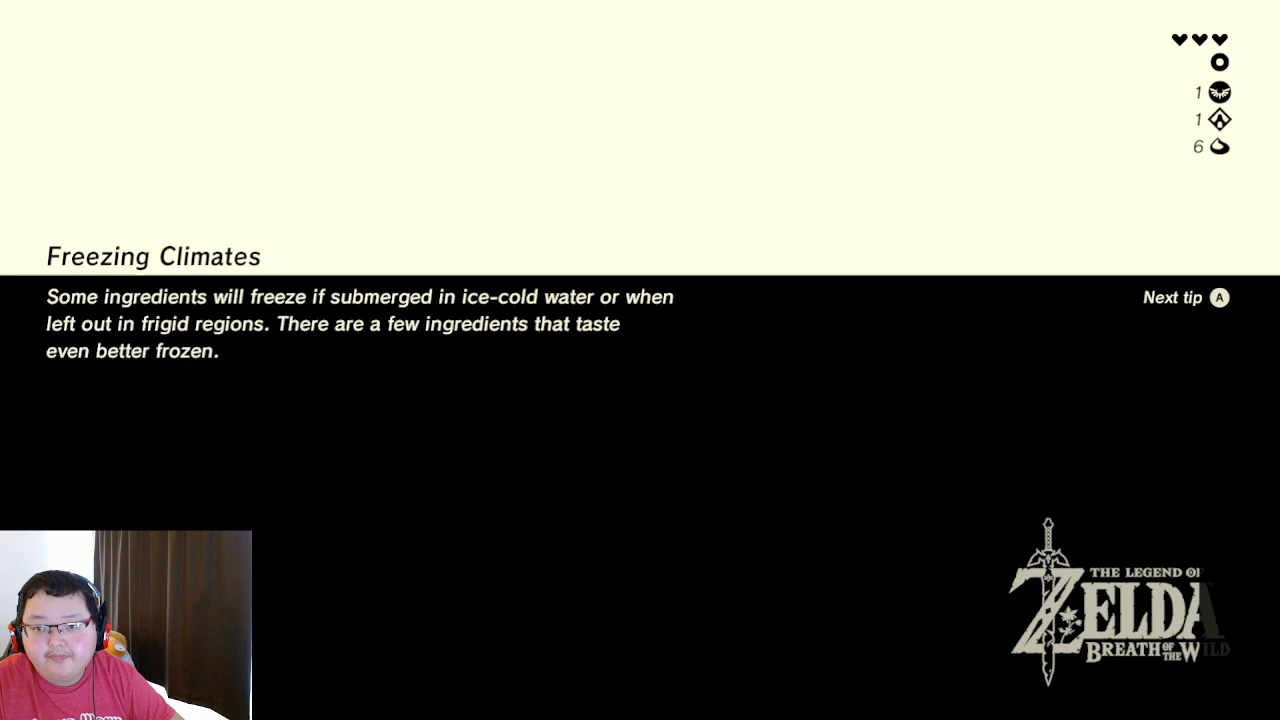 1
1
6
Freezing Climates
Some ingredients will freeze if submerged in ice-cold water or when
left out in frigid regions. There are a few ingredients that taste
even better frozen.
Next tip A
THE LEGEND OF
ZELDA
BREATH OF THE WILD